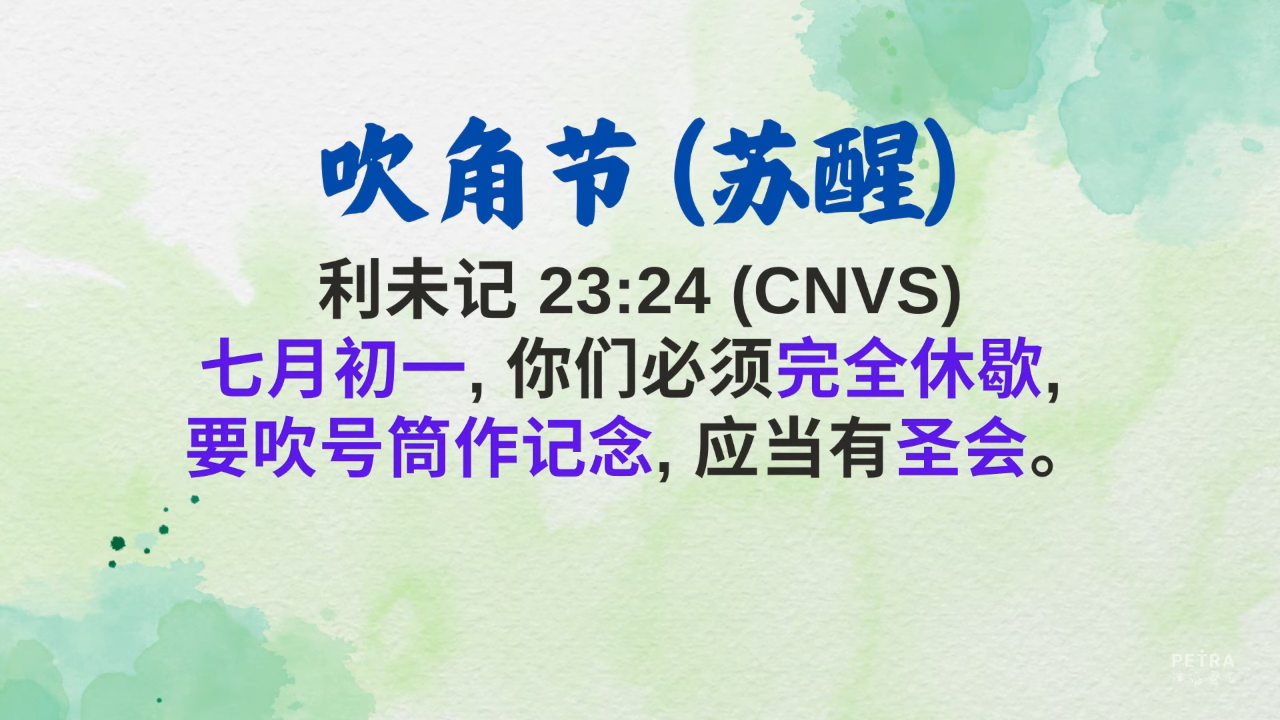 吹角节 (苏醒)
利未记 23:24 (CNVS)
七月初一, 你们必须完全休歇,
要吹号筒作记念, 应当有圣会。
PETRA